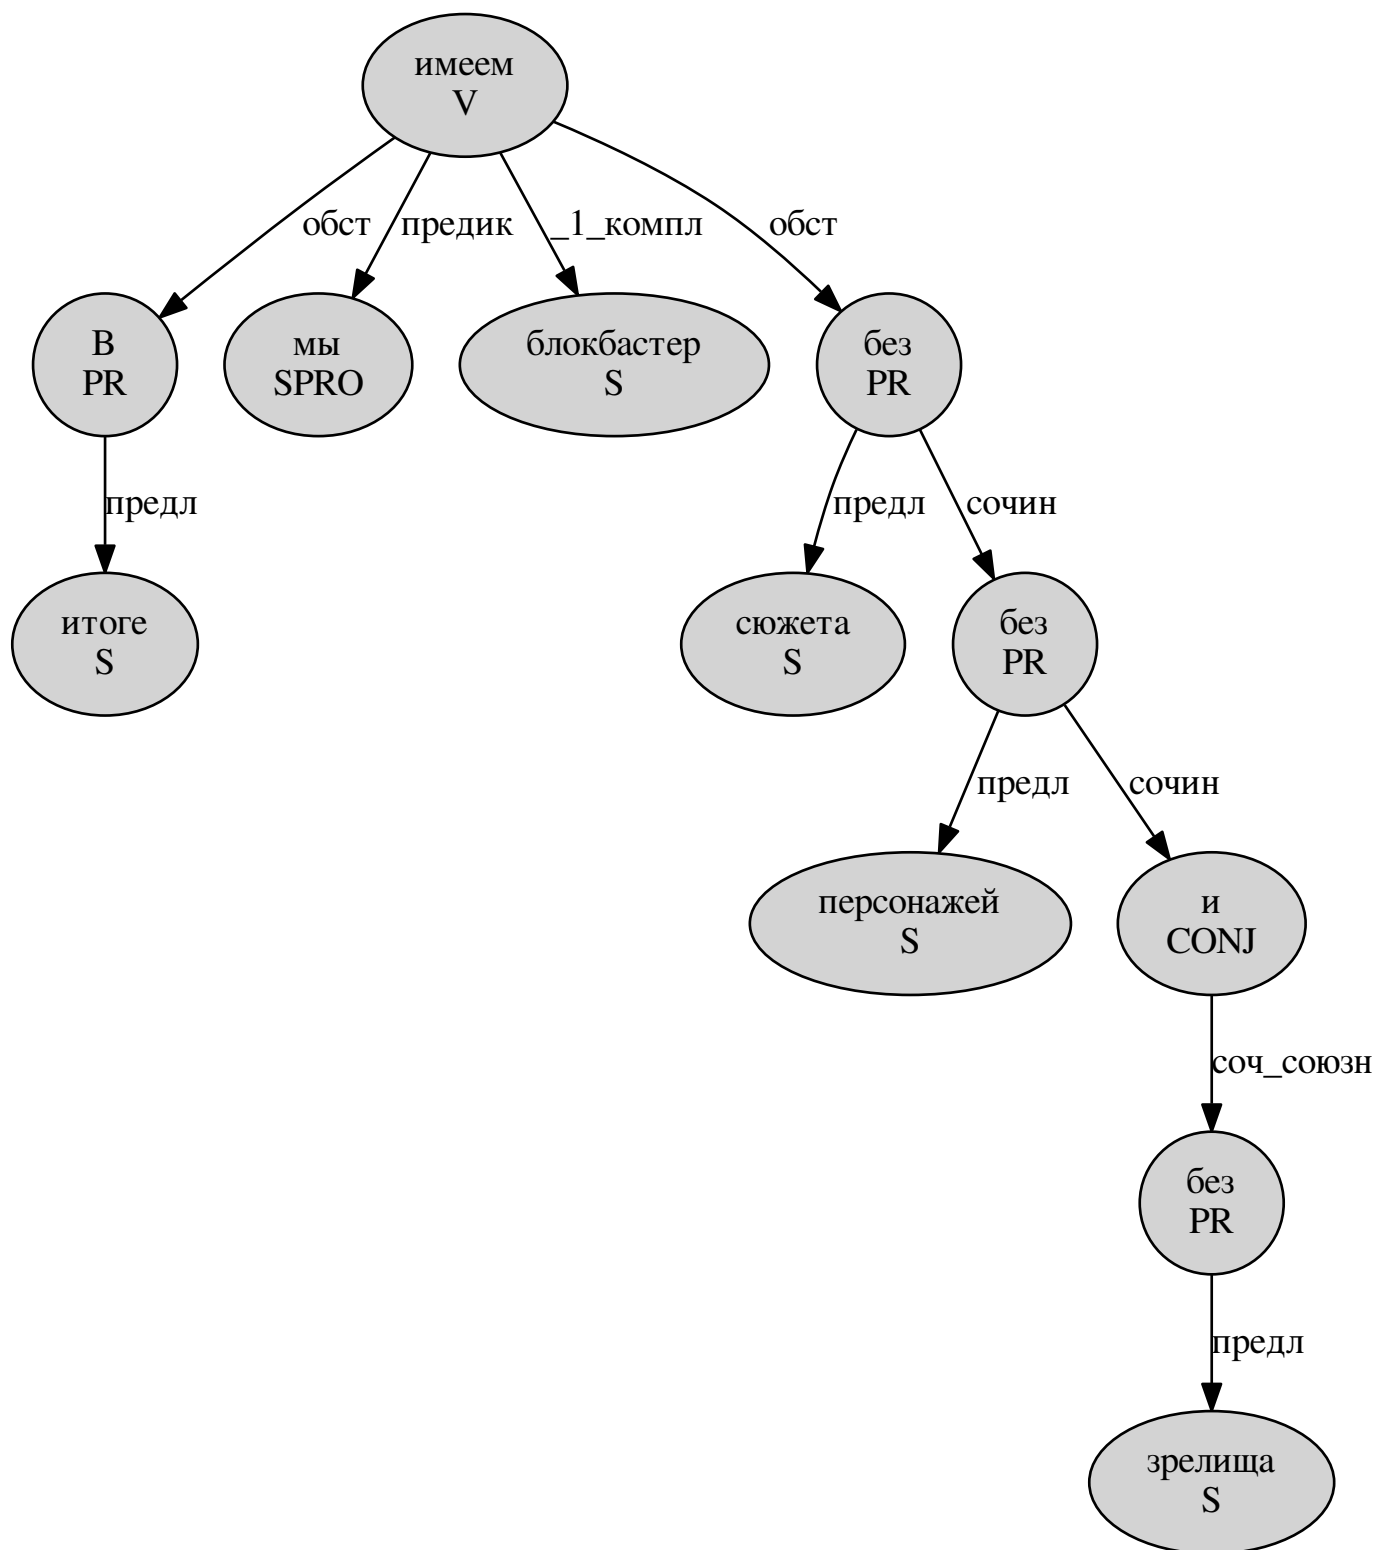 имеем
V
обст
предик
_1_компл
обст
В
PR
мы
SPRO
блокбастер
S
без
PR
предл
предл
сочин
итоге
S
сюжета
S
без
PR
предл
сочин
персонажей
S
и
CONJ
соч_союзн
без
PR
предл
зрелища
S